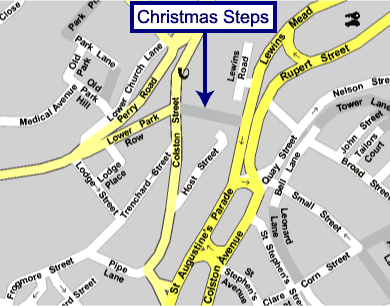 Christmas Steps
Close
Park Place
Park Lane
Old
Park
Old
Park
Hill
Medical Avenue
Lower Church Lane
Perry Road
Lower Park
Row
Lodge
Place
Lodge Street
Trenchard Street
Colston Street
Host Street
Lewins
Road
Lewins Mead
Rupert Street
Nelson Street
Tower Lane
John Street
Tailors
Court
Broad Street
Quay Street
Bell Lane
Small Street
Leonard
Lane
St Stephen's
Corn Street
Clare
St
Stephen's
Avenue
St Augustine's Parade
Colston Avenue
Pipe
Lane
Frogmore Street